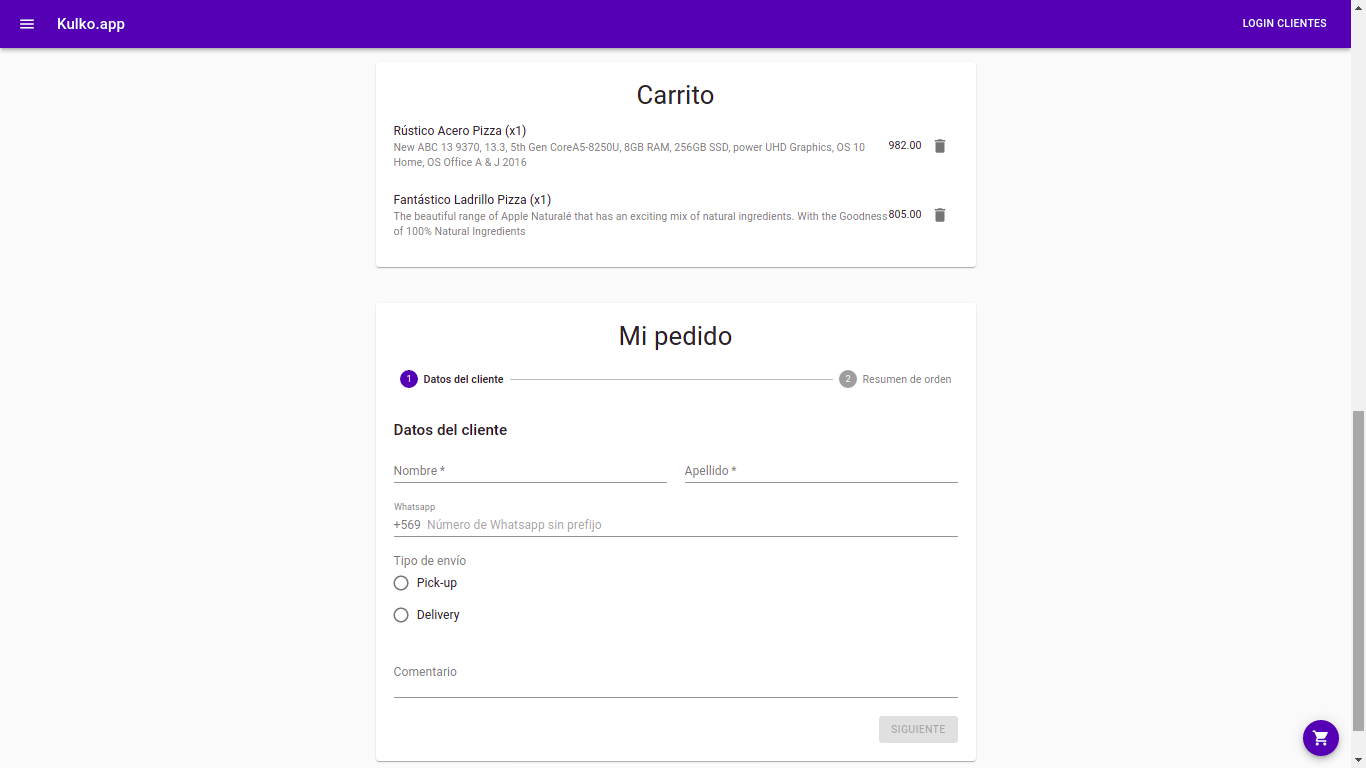 Kulko.app
LOGIN CLIENTES
Carrito
Rústico Acero Pizza (x1)
New ABC 13 9370, 13.3, 5th Gen CoreA5-8250U, 8GB RAM, 256GB SSD, power UHD Graphics, OS 10
Home, OS Office A & J 2016
982.00
Fantástico Ladrillo Pizza (x1)
The beautiful range of Apple Naturalé that has an exciting mix of natural ingredients. With the Goodness
of 100% Natural Ingredients
805.00
Mi pedido
1 Datos del cliente
2 Resumen de orden
Datos del cliente
Nombre *
Apellido *
Whatsapp
+569 Número de Whatsapp sin prefijo
Tipo de envío
Pick-up
Delivery
Comentario
SIGUIENTE